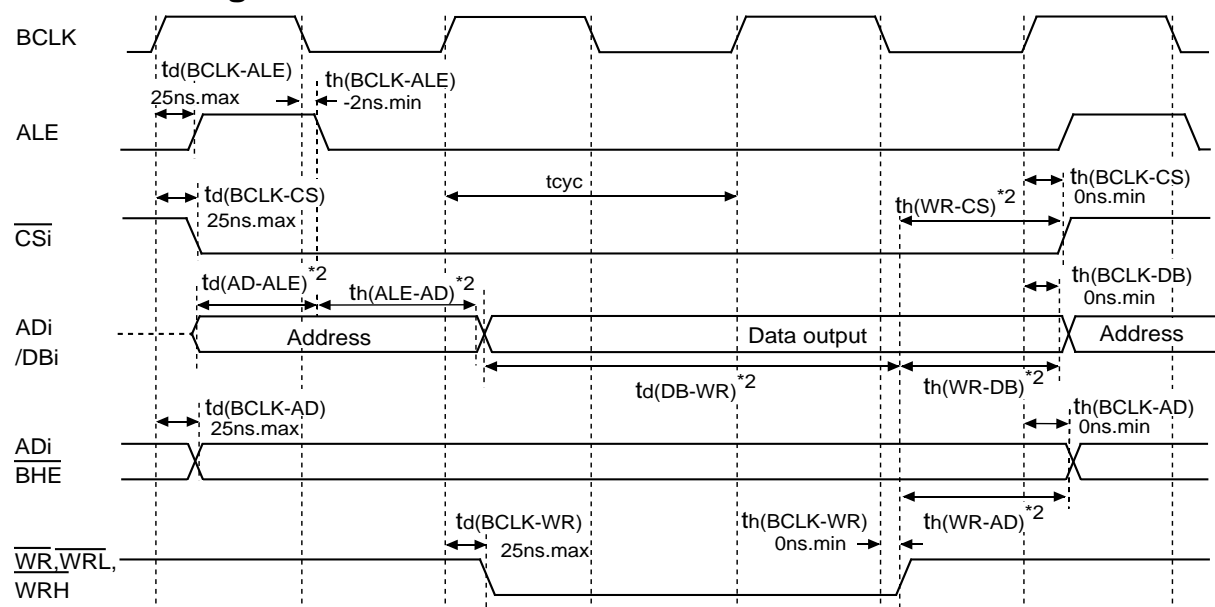 BCLK
td(BCLK-ALE)
25ns.max
th(BCLK-ALE)
-2ns.min
ALE
td(BCLK-CS)
25ns.max
tcyc
th(BCLK-CS)
0ns.min
th(WR-CS)*2
CSi
td(AD-ALE)*2
th(ALE-AD)*2
th(BCLK-DB)
0ns.min
ADi
/DBi
Address
Data output
Address
td(DB-WR)*2
th(WR-DB)*2
td(BCLK-AD)
25ns.max
th(BCLK-AD)
0ns.min
ADi
BHE
td(BCLK-WR)
25ns.max
th(BCLK-WR)
0ns.min
th(WR-AD)*2
WR,WRL,
WRH